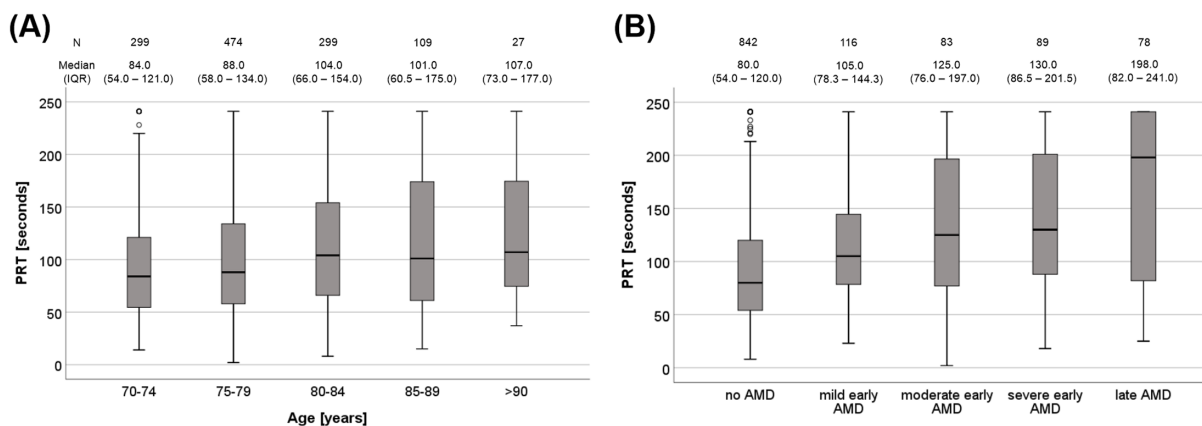 (A)
N 299 474 299 109 27
Median 84.0 88.0 104.0 101.0 107.0
(IQR) (54.0 – 121.0) (58.0 – 134.0) (66.0 – 154.0) (60.5 – 175.0) (73.0 – 177.0)
250
200
150
100
50
0
PRT [seconds]
70-74 75-79 80-84 85-89 >90
Age [years]
(B)
842 116 83 89 78
80.0 105.0 125.0 130.0 198.0
(54.0 – 120.0) (78.3 – 144.3) (76.0 – 197.0) (86.5 – 201.5) (82.0 – 241.0)
250
200
150
100
50
0
PRT [seconds]
no AMD mild early moderate early severe early late AMD
AMD AMD AMD